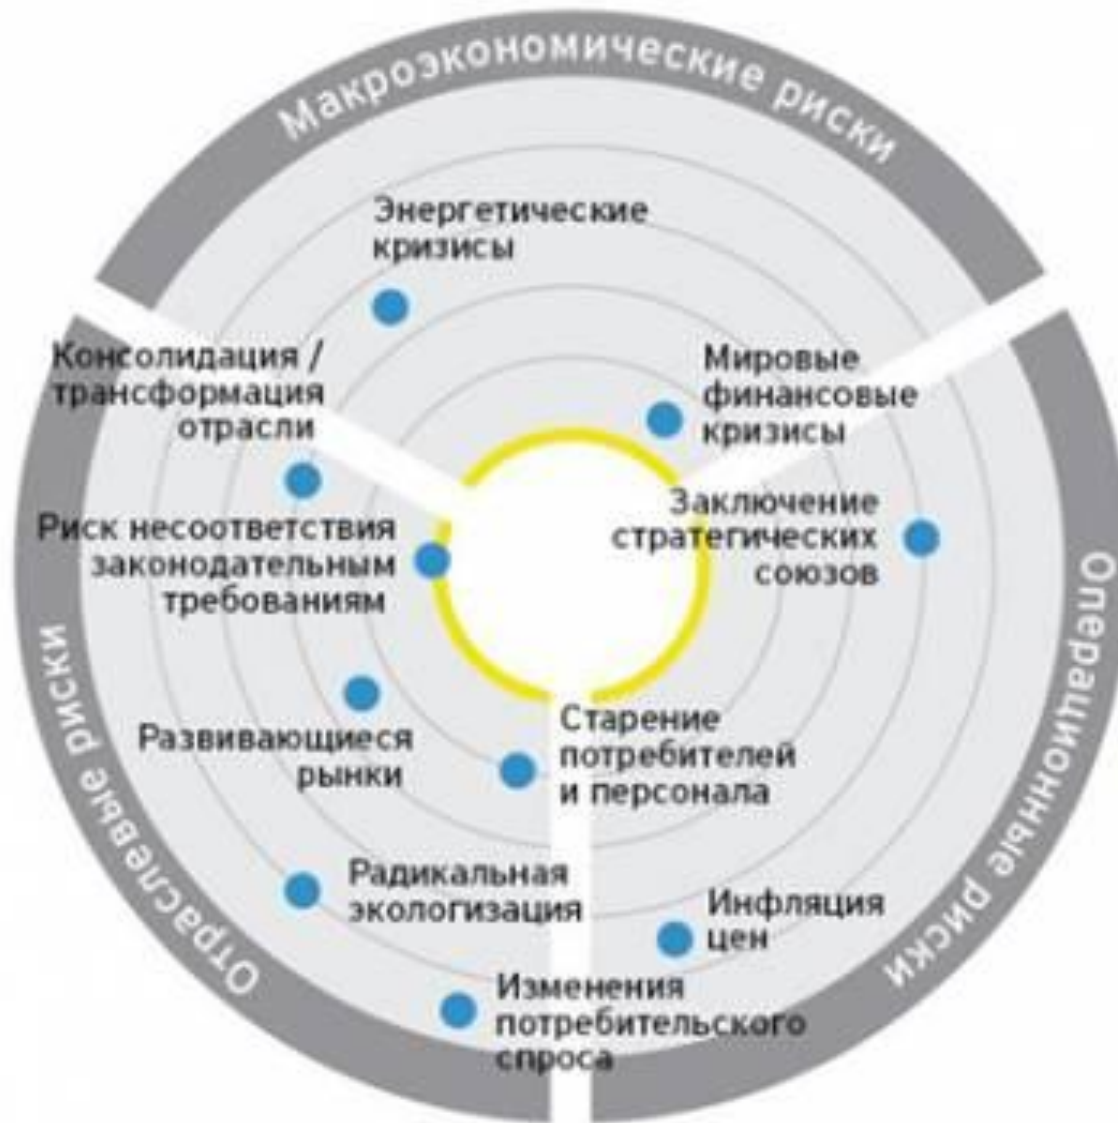 Макроэкономические риски
Энергетические
кризисы
Мировые
финансовые
кризисы
Консолидация /
трансформация
отрасли
Риск несоответствия
законодательным
требованиям
Заключение
стратегических
союзов
Отраслевые риски
Операционные риски
Развивающиеся
рынки
Старение
потребителей
и персонала
Радикальная
экологизация
Инфляция
цен
Изменения
потребительского
спроса